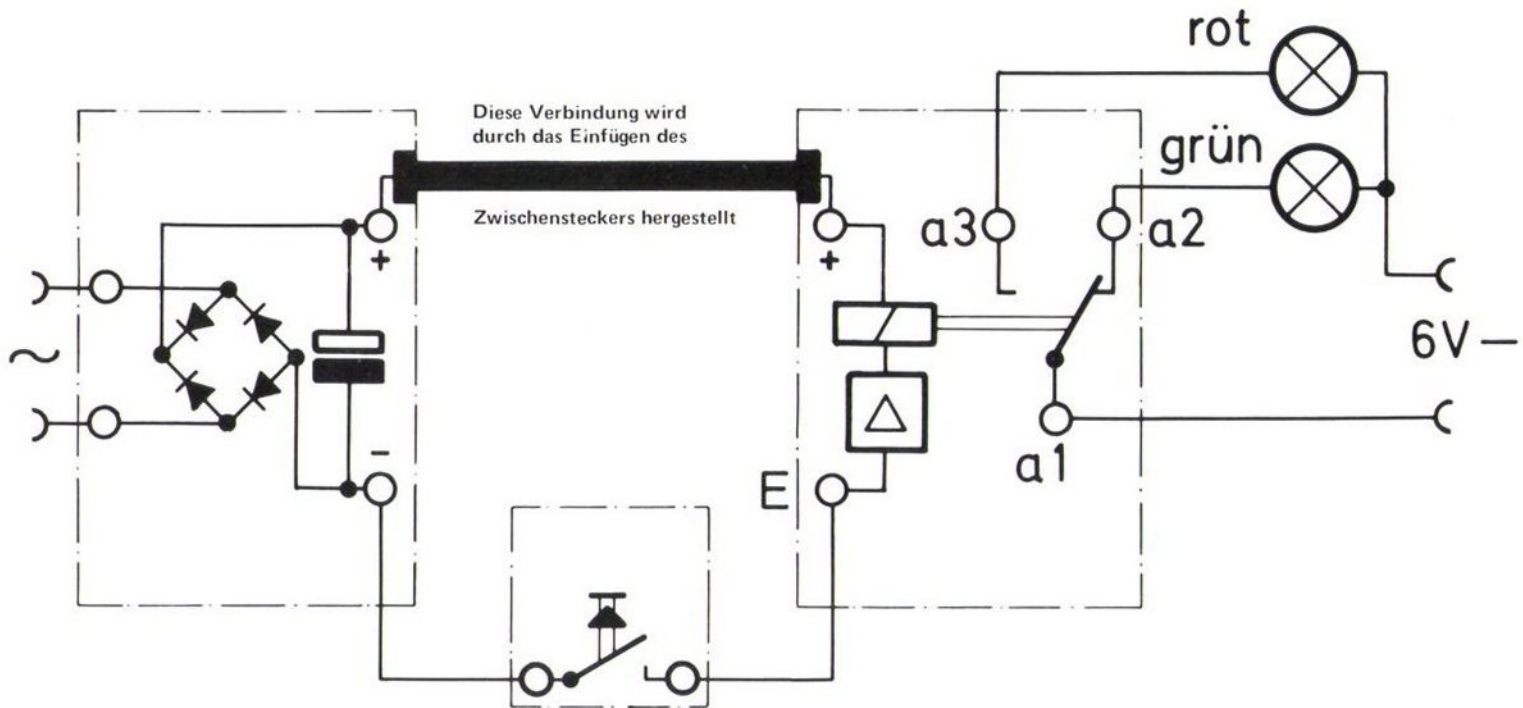 rot
Diese Verbindung wird
durch das Einfügen des
grün
Zwischensteckers hergestellt
a3
a2
+
+
~
6V—
-
a1
E